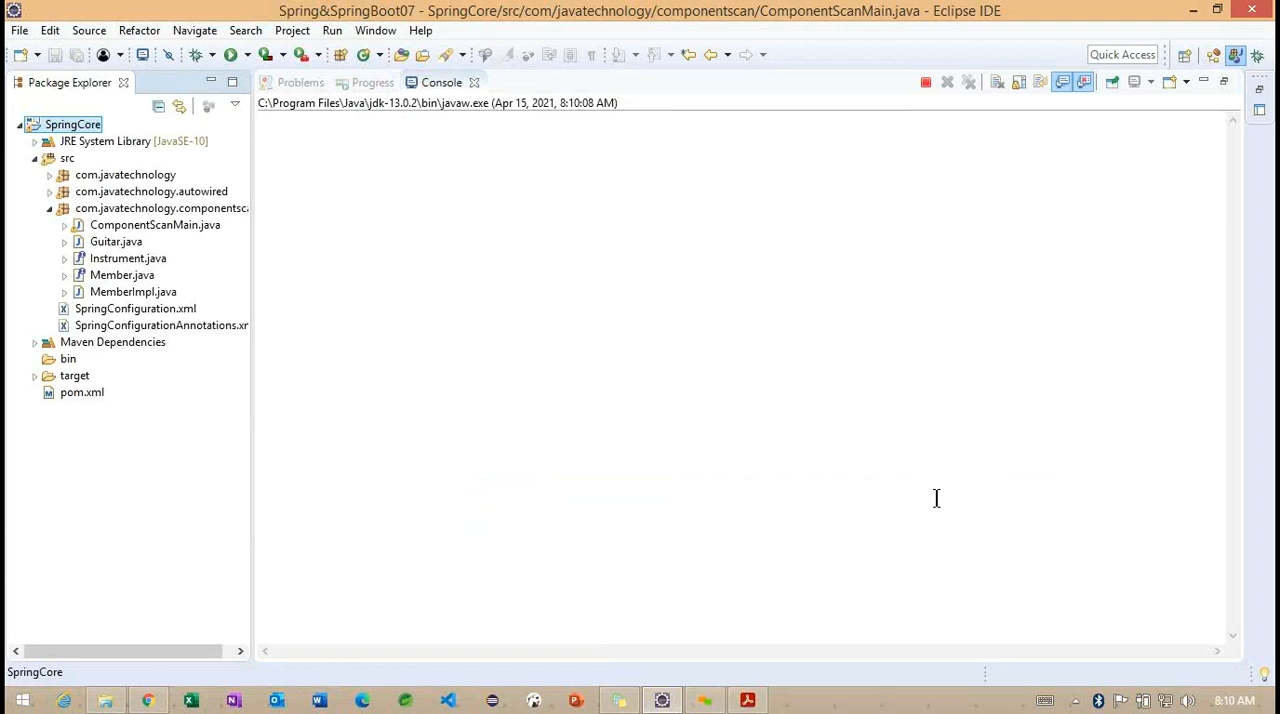 Spring&SpringBoot07 - SpringCore/src/com/javatechnology/componentscan/ComponentScanMain.java - Eclipse IDE
File Edit Source Refactor Navigate Search Project Run Window Help
Quick Access
Package Explorer
Problems Progress Console
C:\Program Files\Java\jdk-13.0.2\bin\javaw.exe (Apr 15, 2021, 8:10:08 AM)
SpringCore
JRE System Library [JavaSE-10]
src
com.javatechnology
com.javatechnology.autowired
com.javatechnology.componentsca
ComponentScanMain.java
Guitar.java
Instrument.java
Member.java
MemberImpl.java
SpringConfiguration.xml
SpringConfigurationAnnotations.xr
Maven Dependencies
bin
target
pom.xml
SpringCore
8:10 AM